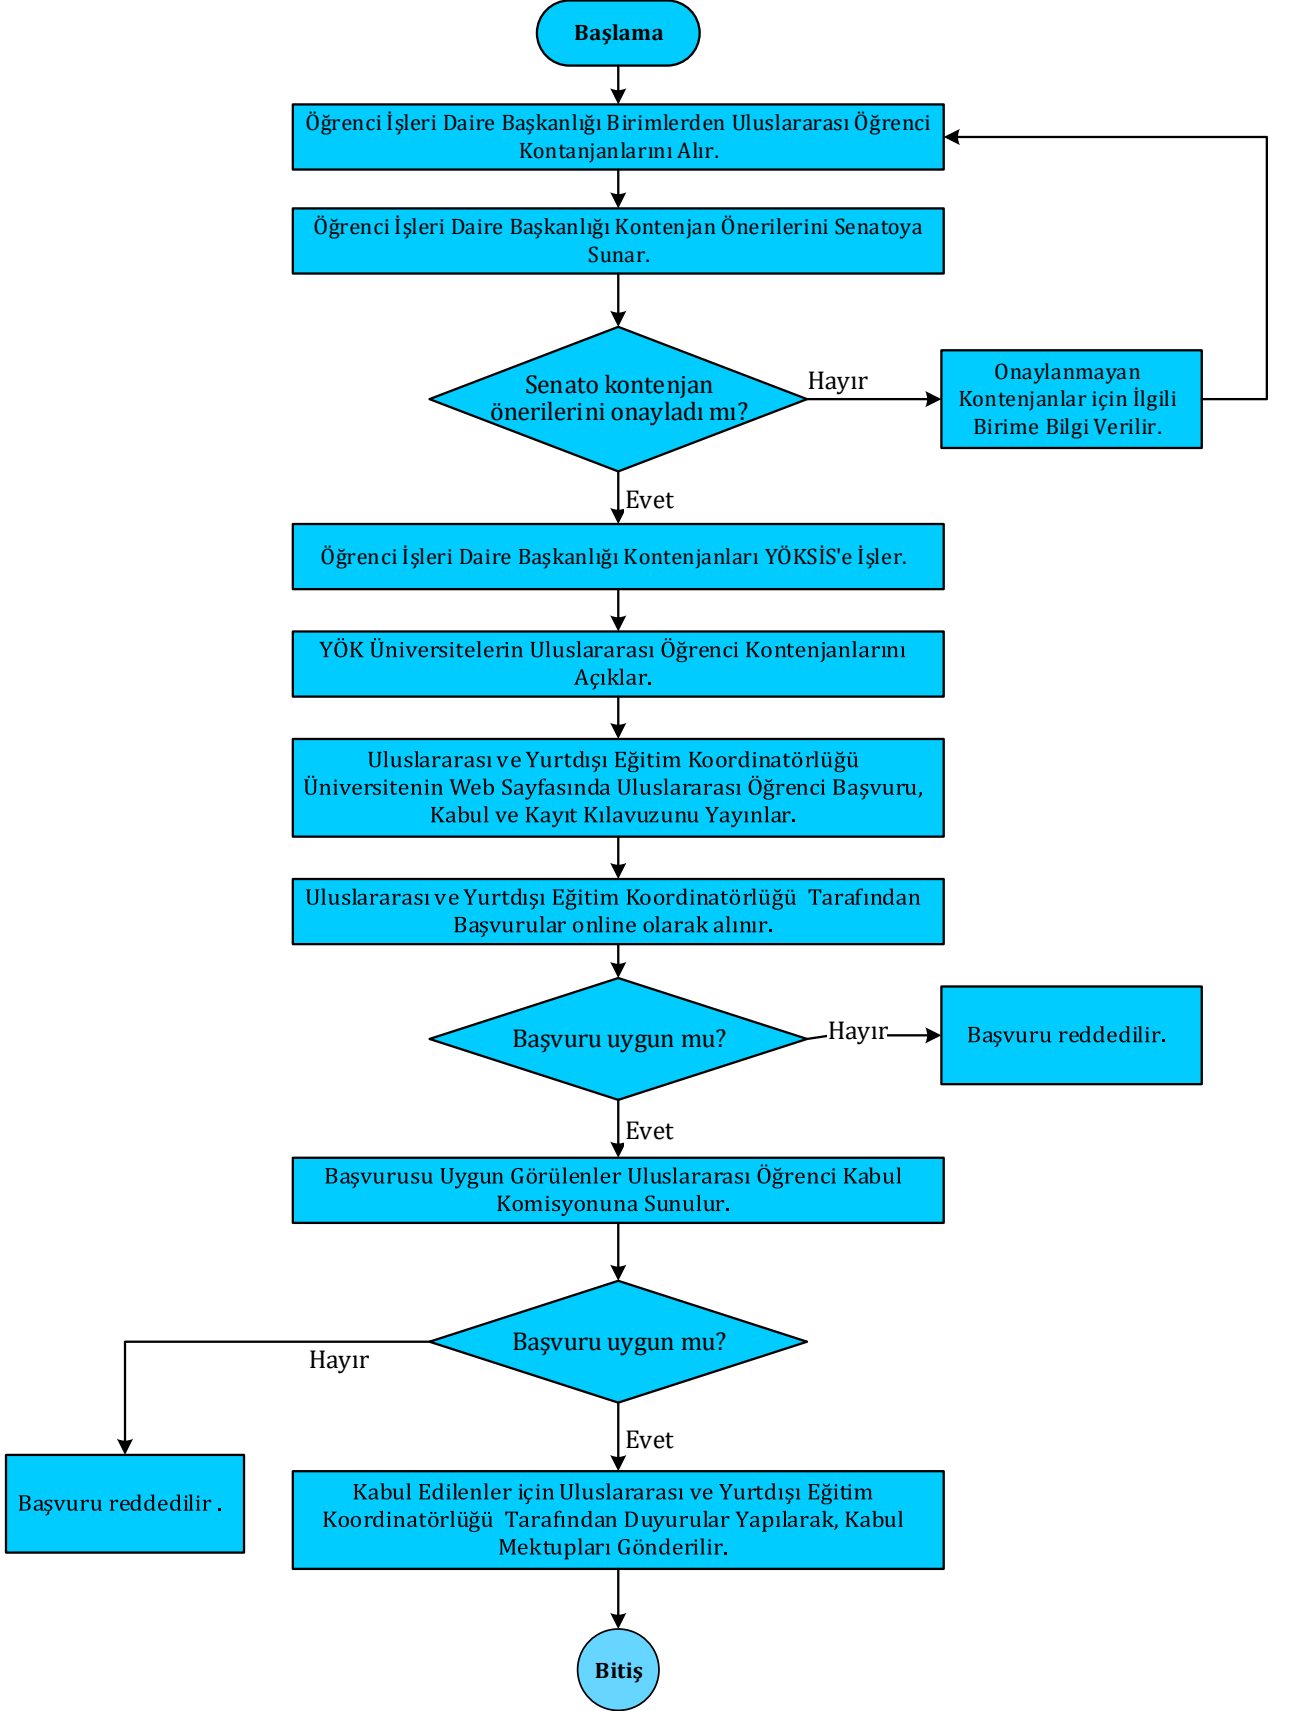 Başlama
Öğrenci İşleri Daire Başkanlığı Birimlerden Uluslararası Öğrenci
Kontanjanlarını Alır.
Öğrenci İşleri Daire Başkanlığı Kontenjan Önerilerini Senatoya
Sunar.
Senato kontenjan
önerilerini onayladı mı?
Hayır
Onaylanmayan
Kontenjanlar için İlgili
Birime Bilgi Verilir.
Evet
Öğrenci İşleri Daire Başkanlığı Kontenjanları YÖKSİS'e İşler.
YÖK Üniversitelerin Uluslararası Öğrenci Kontenjanlarını
Açıklar.
Uluslararası ve Yurtdışı Eğitim Koordinatörlüğü
Üniversitenin Web Sayfasında Uluslararası Öğrenci Başvuru,
Kabul ve Kayıt Kılavuzunu Yayınlar.
Uluslararası ve Yurtdışı Eğitim Koordinatörlüğü Tarafından
Başvurular online olarak alınır.
Başvuru uygun mu?
Hayır
Başvuru reddedilir.
Evet
Başvurusu Uygun Görülenler Uluslararası Öğrenci Kabul
Komisyonuna Sunulur.
Başvuru uygun mu?
Hayır
Evet
Başvuru reddedilir .
Kabul Edilenler için Uluslararası ve Yurtdışı Eğitim
Koordinatörlüğü Tarafından Duyurular Yapılarak, Kabul
Mektupları Gönderilir.
Bitiş